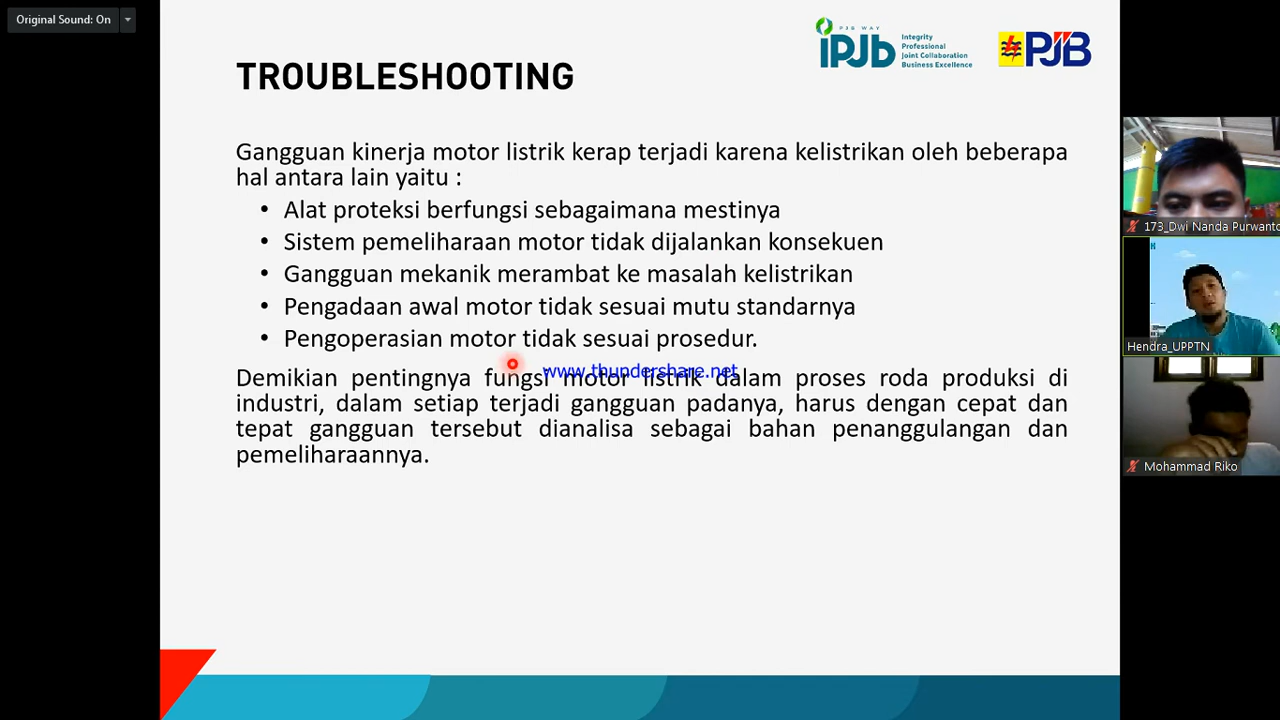 Original Sound: On
PJB WAY
iPJb
Integrity
Professional
Joint Collaboration
Business Excellence
PJB
TROUBLESHOOTING
Gangguan kinerja motor listrik kerap terjadi karena kelistrikan oleh beberapa
hal antara lain yaitu :
• Alat proteksi berfungsi sebagaimana mestinya
• Sistem pemeliharaan motor tidak dijalankan konsekuen
• Gangguan mekanik merambat ke masalah kelistrikan
• Pengadaan awal motor tidak sesuai mutu standarnya
• Pengoperasian motor tidak sesuai prosedur.
www.thundershare.net
Demikian pentingnya fungsi motor listrik dalam proses roda produksi di
industri, dalam setiap terjadi gangguan padanya, harus dengan cepat dan
tepat gangguan tersebut dianalisa sebagai bahan penanggulangan dan
pemeliharaannya.
173_Dwi Nanda Purwanto
Hendra_UPPTN
Mohammad Riko